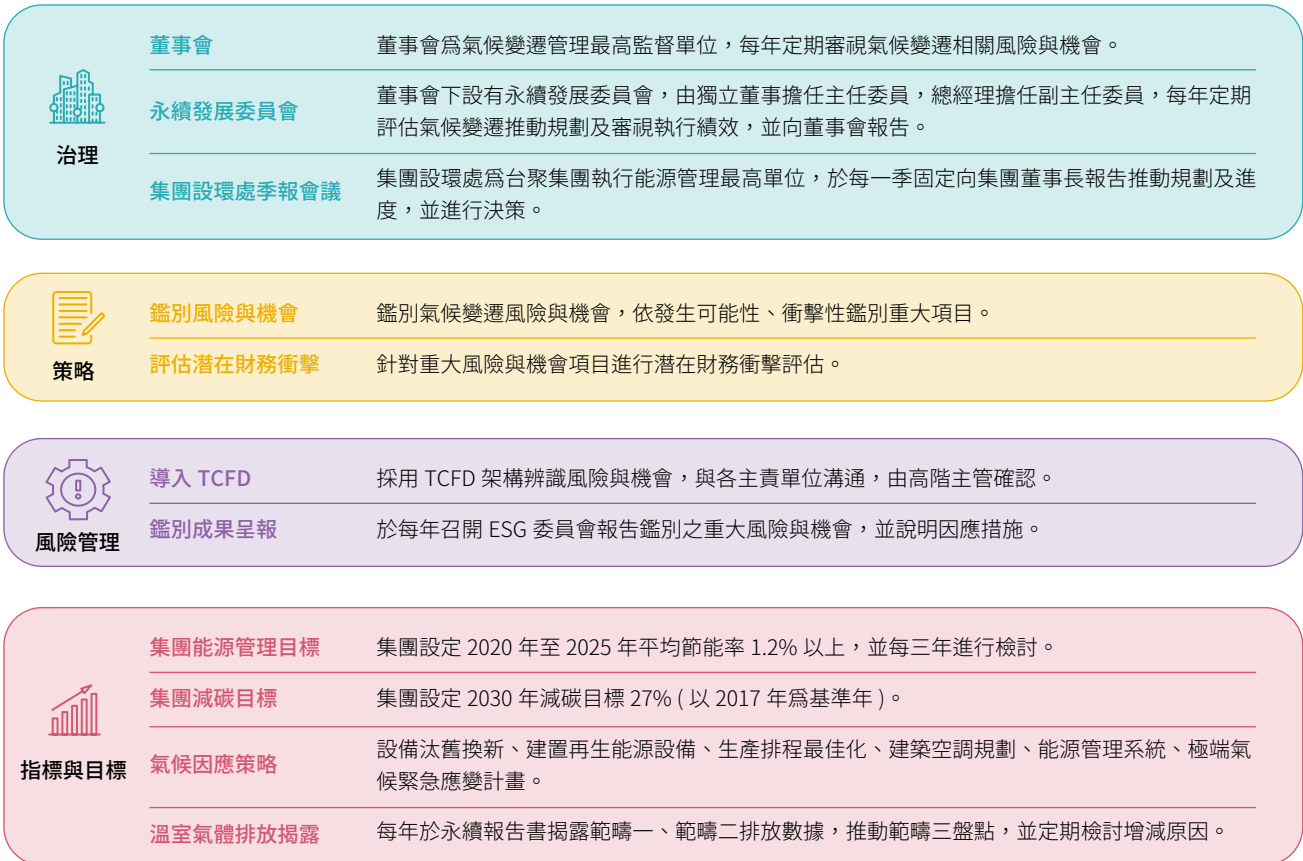 治理
董事會
董事會爲氣候變遷管理最高監督單位，每年定期審視氣候變遷相關風險與機會。
永續發展委員會
董事會下設有永續發展委員會，由獨立董事擔任主任委員，總經理擔任副主任委員，每年定期
評估氣候變遷推動規劃及審視執行績效，並向董事會報告。
集團設環處季報會議
集團設環處爲台聚集團執行能源管理最高單位，於每一季固定向集團董事長報告推動規劃及進
度，並進行決策。
策略
鑑別風險與機會
鑑別氣候變遷風險與機會，依發生可能性、衝擊性鑑別重大項目。
評估潛在財務衝擊
針對重大風險與機會項目進行潛在財務衝擊評估。
風險管理
導入 TCFD
採用 TCFD 架構辨識風險與機會，與各主責單位溝通，由高階主管確認。
鑑別成果呈報
於每年召開 ESG 委員會報告鑑別之重大風險與機會，並說明因應措施。
指標與目標
集團能源管理目標
集團設定 2020 年至 2025 年平均節能率 1.2% 以上，並每三年進行檢討。
集團減碳目標
集團設定 2030 年減碳目標 27% ( 以 2017 年爲基準年 )。
氣候因應策略
設備汰舊換新、建置再生能源設備、生產排程最佳化、建築空調規劃、能源管理系統、極端氣
候緊急應變計畫。
溫室氣體排放揭露
每年於永續報告書揭露範疇一、範疇二排放數據，推動範疇三盤點，並定期檢討增減原因。